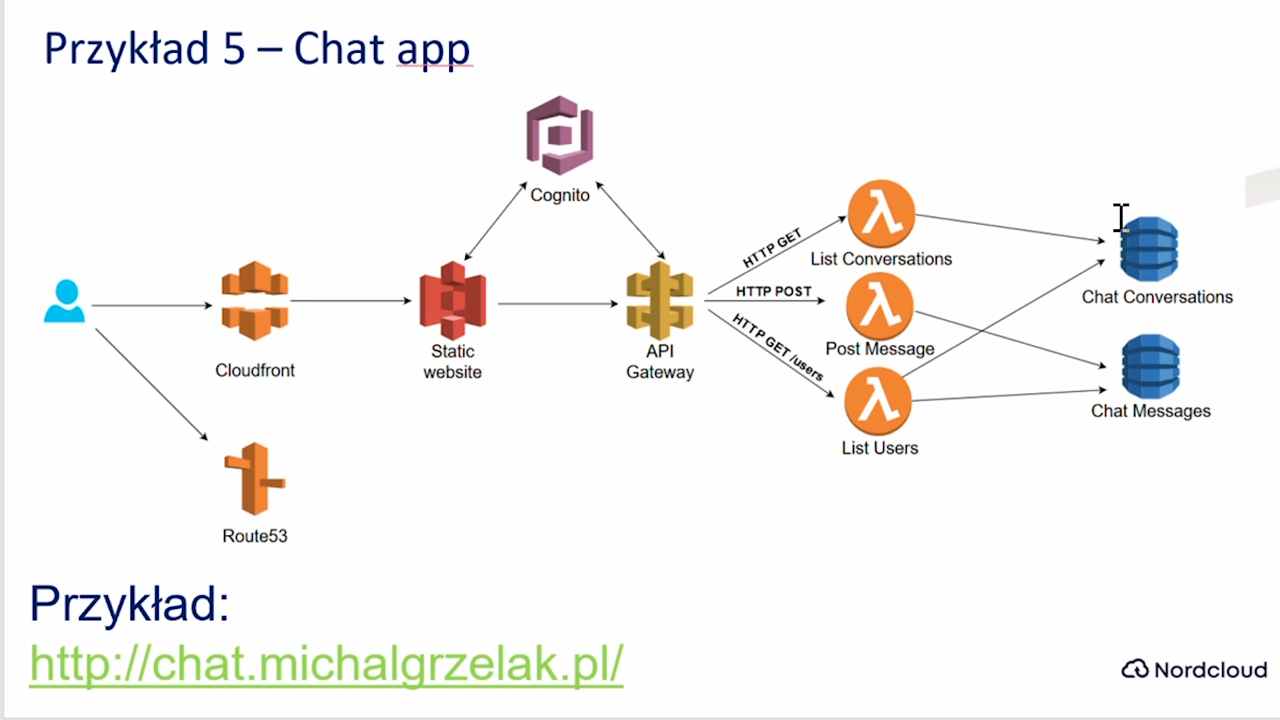 Przykład 5 – Chat app
Cognito
HTTP GET
List Conversations
Chat Conversations
HTTP POST
Static
website
API
Gateway
Post Message
HTTP GET /users
Cloudfront
Chat Messages
List Users
Route53
Przykład:
http://chat.michalgrzelak.pl/
Nordcloud